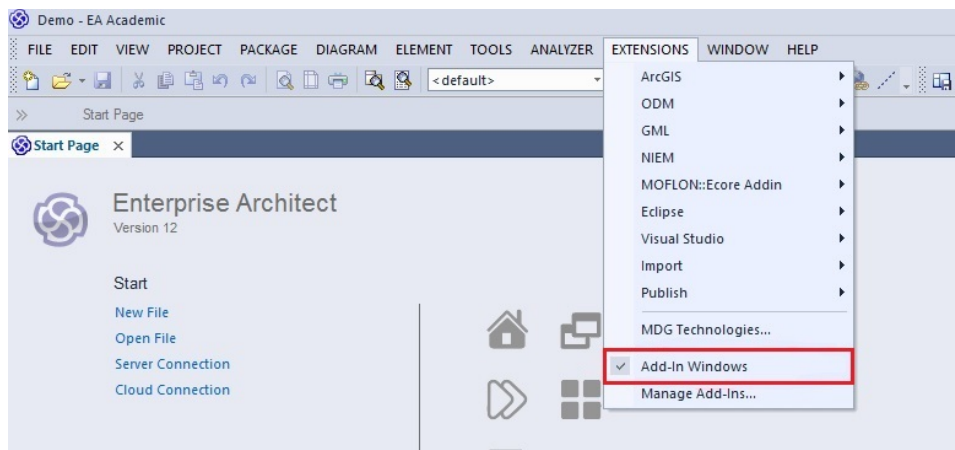 Demo - EA Academic
FILE EDIT VIEW PROJECT PACKAGE DIAGRAM ELEMENT TOOLS ANALYZER EXTENSIONS WINDOW HELP
<default>
Start Page
Start Page
Enterprise Architect
Version 12
Start
New File
Open File
Server Connection
Cloud Connection
ArcGIS
ODM
GML
NIEM
MOFLON::Ecore Addin
Eclipse
Visual Studio
Import
Publish
MDG Technologies...
Add-In Windows
Manage Add-Ins...